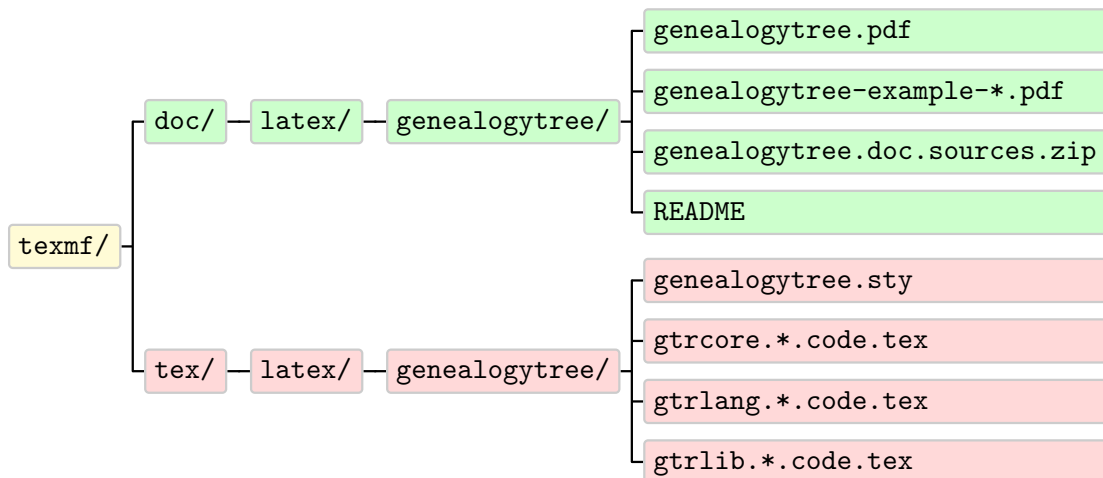 genealogytree.pdf
genealogytree-example-*.pdf
doc/ latex/ genealogytree/
genealogytree.doc.sources.zip
README
texmf/
genealogytree.sty
gtrcore.*.code.tex
tex/ latex/ genealogytree/
gtrlang.*.code.tex
gtrlib.*.code.tex